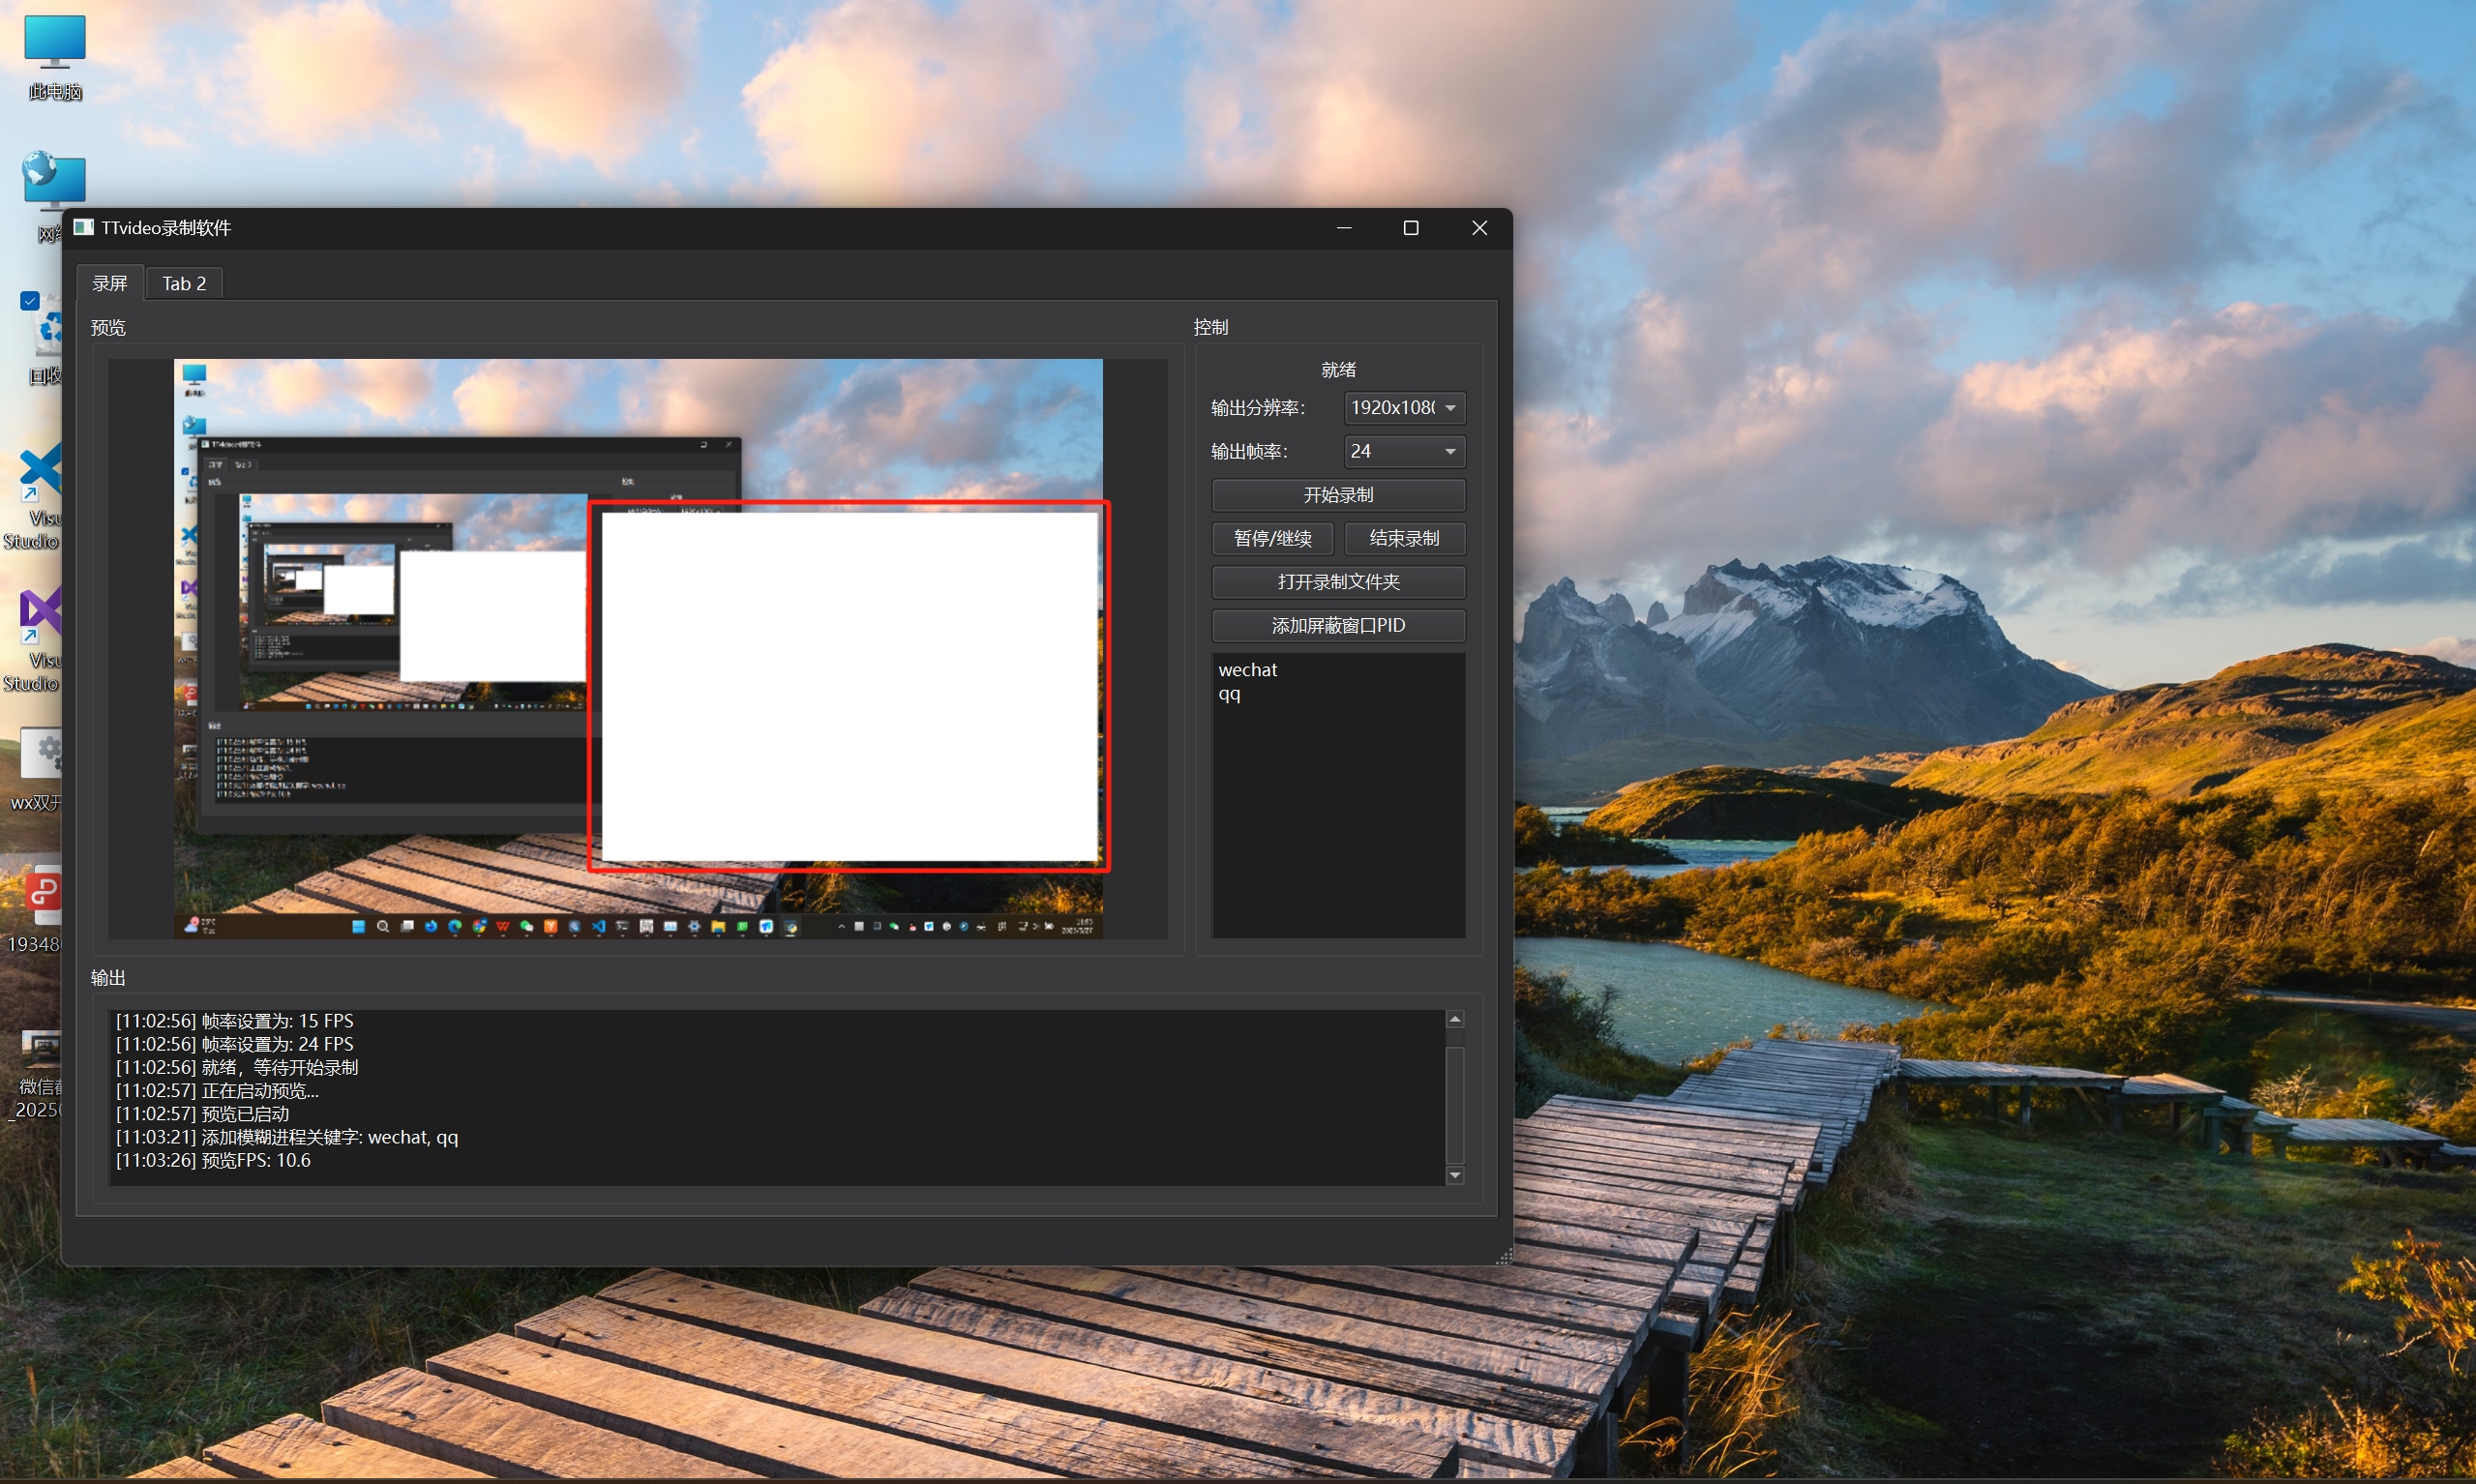 此电脑
TTvideo录制软件
录屏
Tab 2
预览
控制
就绪
输出分辨率：
1920x108
输出帧率：
24
开始录制
暂停/继续
结束录制
打开录制文件夹
添加屏蔽窗口PID
wechat
qq
回收
Visu
Studio
Visu
Studio
wx双开
19348
微信
_2025
输出
[11:02:56] 帧率设置为: 15 FPS
[11:02:56] 帧率设置为: 24 FPS
[11:02:56] 就绪，等待开始录制
[11:02:57] 正在启动预览...
[11:02:57] 预览已启动
[11:03:21] 添加模糊进程关键字: wechat, qq
[11:03:26] 预览FPS: 10.6